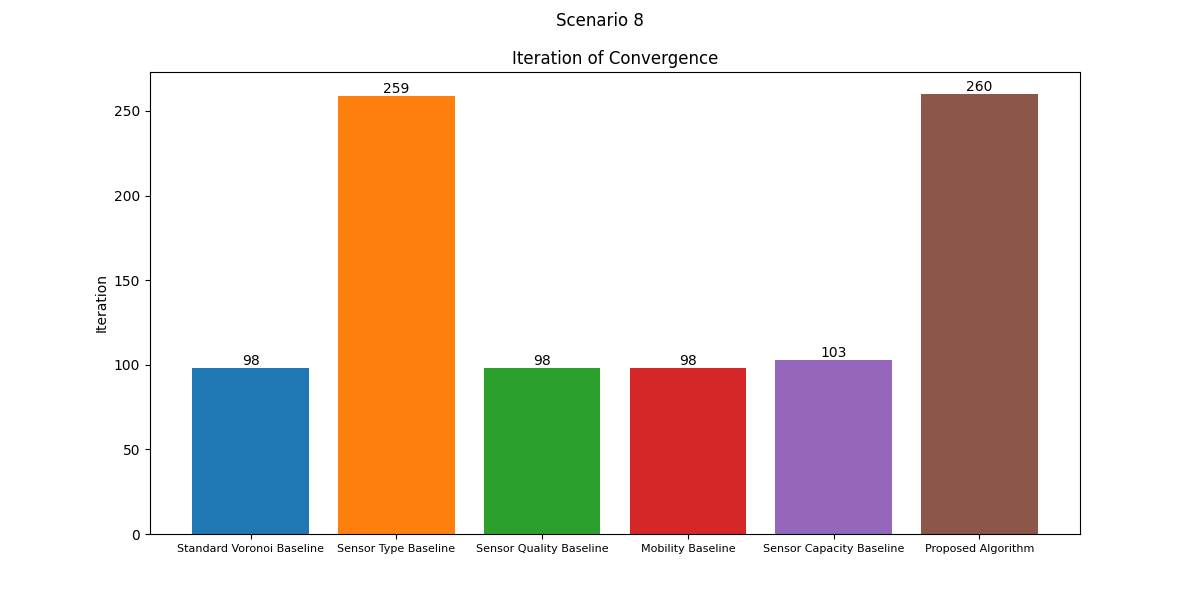 Scenario 8
Iteration of Convergence
Iteration
250
200
150
100
50
0
98
259
98
98
103
260
Standard Voronoi Baseline
Sensor Type Baseline
Sensor Quality Baseline
Mobility Baseline
Sensor Capacity Baseline
Proposed Algorithm